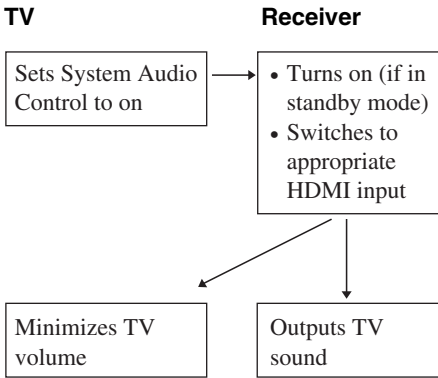 TV
Receiver
Sets System Audio
Control to on
• Turns on (if in
standby mode)
• Switches to
appropriate
HDMI input
Minimizes TV
volume
Outputs TV
sound